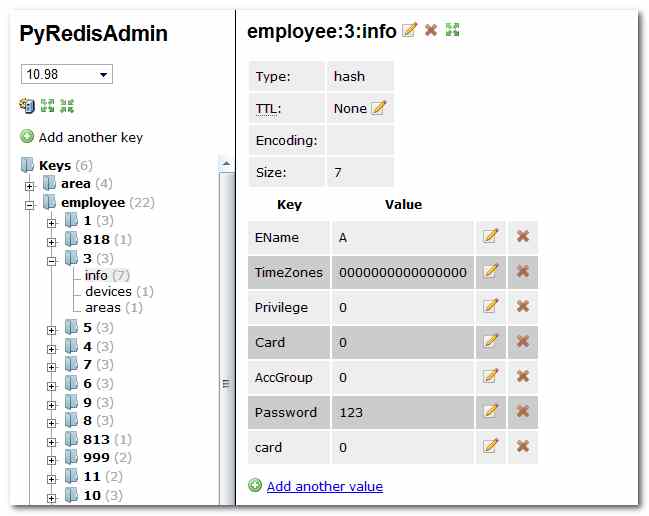 PyRedisAdmin
10.98
Add another key
Keys (6)
area (4)
employee (22)
1 (3)
818 (1)
3 (3)
info (7)
devices (1)
areas (1)
5 (3)
4 (3)
7 (3)
6 (3)
9 (3)
8 (3)
813 (1)
999 (2)
11 (2)
10 (3)
employee:3:info
Type: hash
TTL: None
Encoding:
Size: 7
Key Value
EName A
TimeZones 0000000000000000
Privilege 0
Card 0
AccGroup 0
Password 123
card 0
Add another value